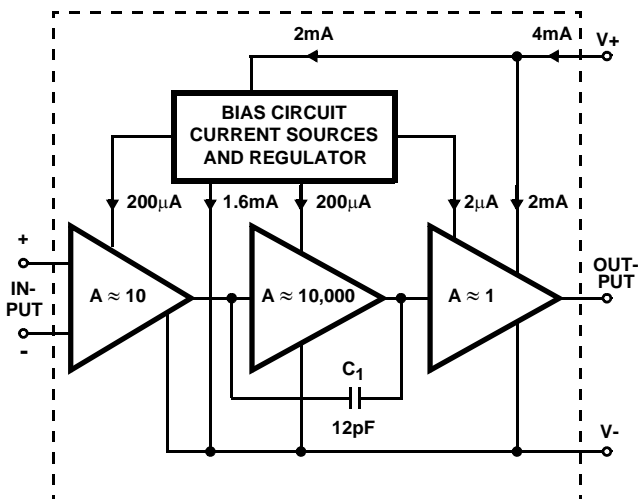 2mA
4mA
V+
BIAS CIRCUIT
CURRENT SOURCES
AND REGULATOR
200μA
1.6mA
200μA
2μA
2mA
+
IN-
PUT
-
A ≈ 10
A ≈ 10,000
A ≈ 1
OUT-
PUT
C1
12pF
V-